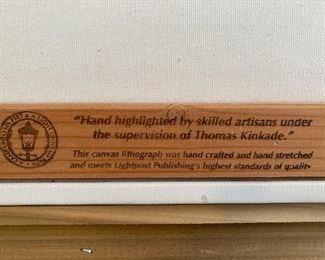 "Hand highlighted by skilled artisans under
the supervision of Thomas Kinkade."
This canvas lithograph was hand crafted and hand stretched
and meets Lightpost Publishing's highest standards of quality